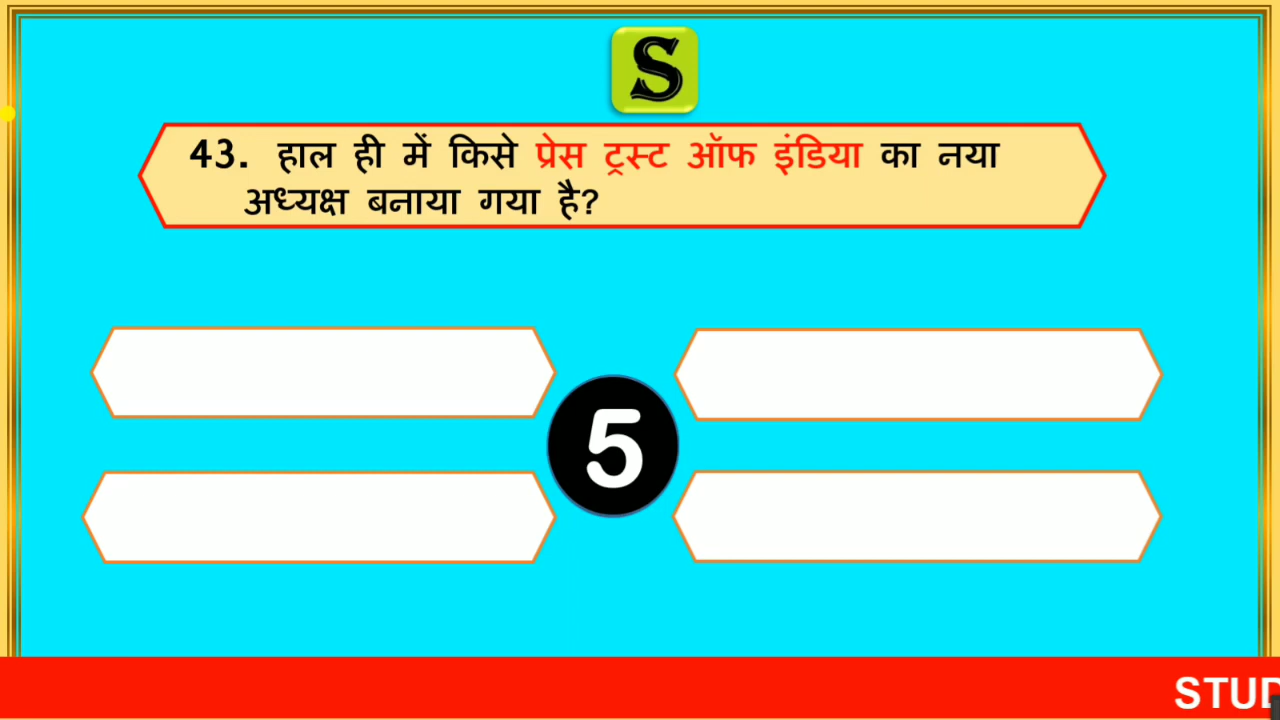 S
43. हाल ही में किसे प्रेस ट्रस्ट ऑफ इंडिया का नया
अध्यक्ष बनाया गया है?
5
STUD